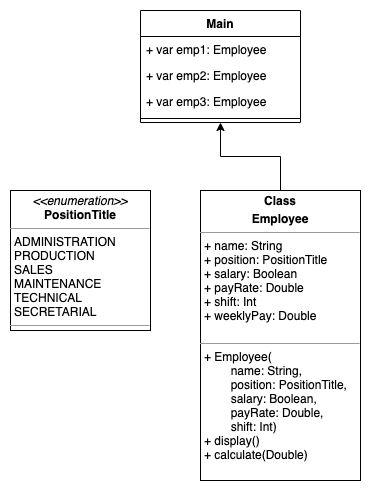 Main
+ var emp1: Employee
+ var emp2: Employee
+ var emp3: Employee
<<enumeration>>
PositionTitle
ADMINISTRATION
PRODUCTION
SALES
MAINTENANCE
TECHNICAL
SECRETARIAL
Class
Employee
+ name: String
+ position: PositionTitle
+ salary: Boolean
+ payRate: Double
+ shift: Int
+ weeklyPay: Double
+ Employee(
name: String,
position: PositionTitle,
salary: Boolean,
payRate: Double,
shift: Int)
+ display()
+ calculate(Double)